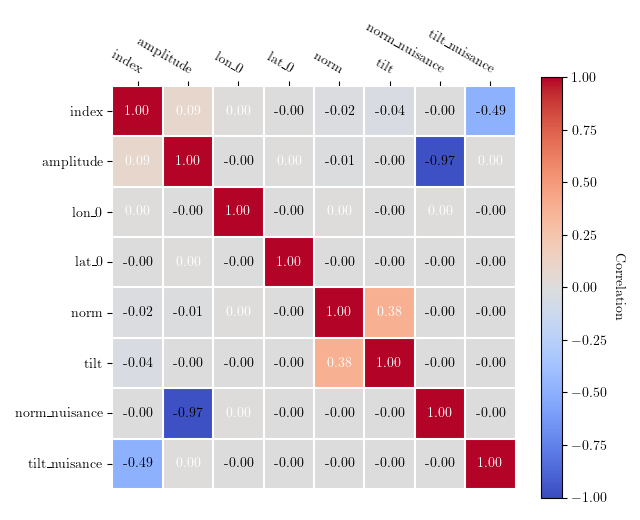 index amplitude lon_0 lat_0 norm tilt norm_nuisance tilt_nuisance
index 1.00 0.09 0.00 -0.00 -0.02 -0.04 -0.00 -0.49
amplitude 0.09 1.00 -0.00 0.00 -0.01 -0.00 -0.97 0.00
lon_0 0.00 -0.00 1.00 -0.00 0.00 -0.00 0.00 -0.00
lat_0 -0.00 0.00 -0.00 1.00 -0.00 -0.00 -0.00 -0.00
norm -0.02 -0.01 0.00 -0.00 1.00 0.38 -0.00 -0.00
tilt -0.04 -0.00 -0.00 -0.00 0.38 1.00 -0.00 -0.00
norm_nuisance -0.00 -0.97 0.00 -0.00 -0.00 -0.00 1.00 -0.00
tilt_nuisance -0.49 0.00 -0.00 -0.00 -0.00 -0.00 -0.00 1.00
1.00
0.75
0.50
0.25
0.00
−0.25
−0.50
−0.75
−1.00
Correlation